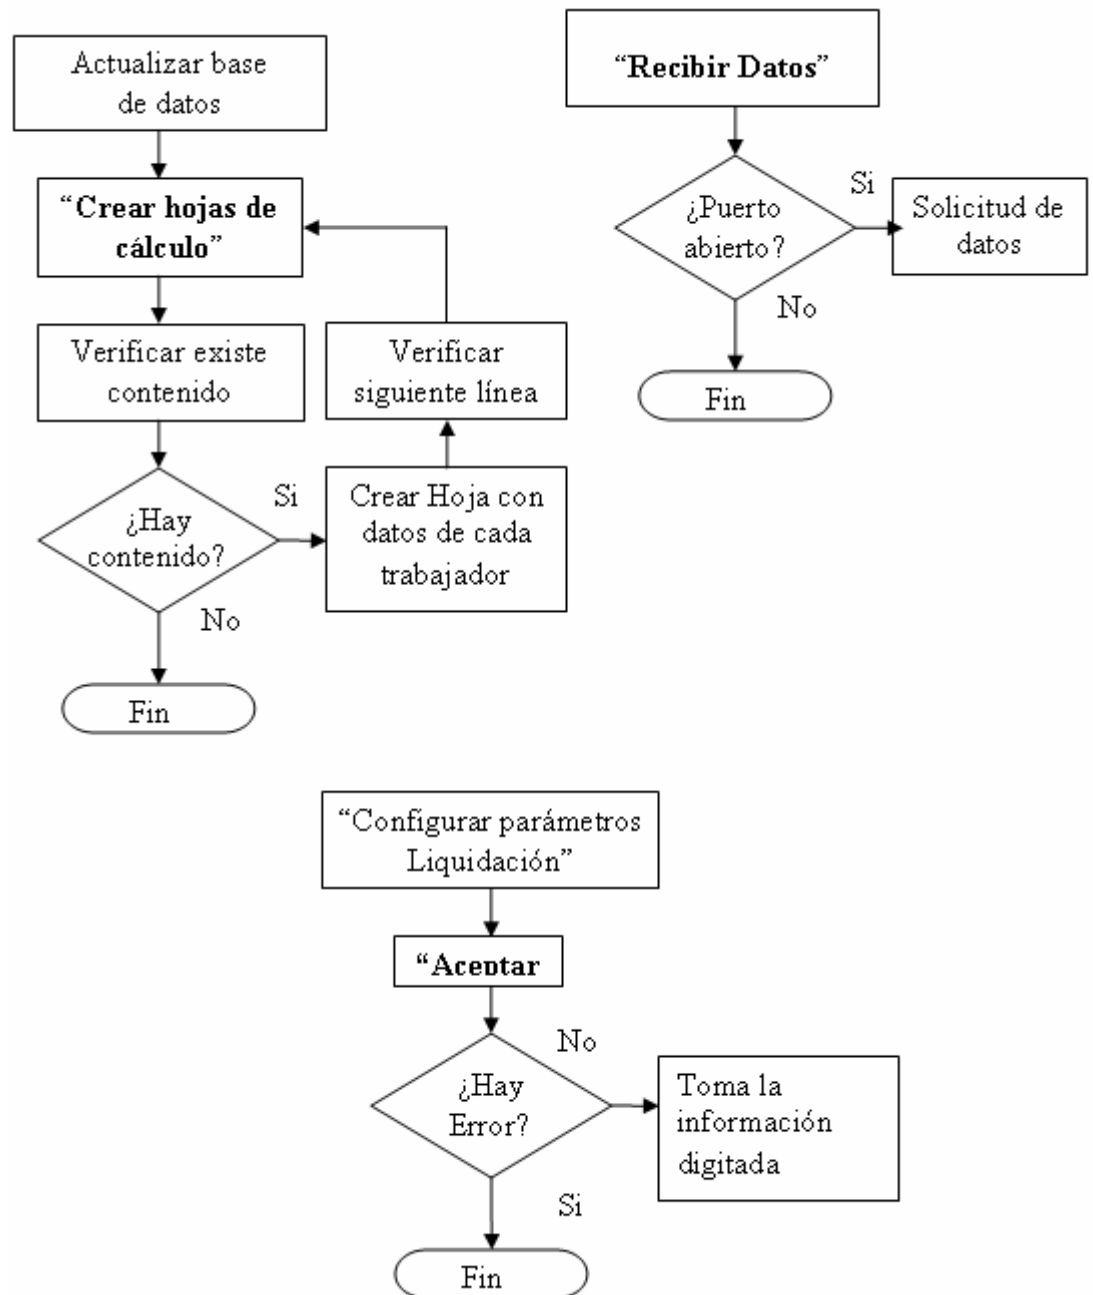 Actualizar base
de datos
“Crear hojas de
cálculo”
Verificar existe
contenido
¿Hay
contenido?
Si
No
Fin
Crear Hoja con
datos de cada
trabajador
Verificar
siguiente línea
“Recibir Datos”
¿Puerto
abierto?
Si
No
Solicitud de
datos
Fin
“Configurar parámetros
Liquidación”
“Aceptar
¿Hay
Error?
No
Si
Toma la
información
digitada
Fin